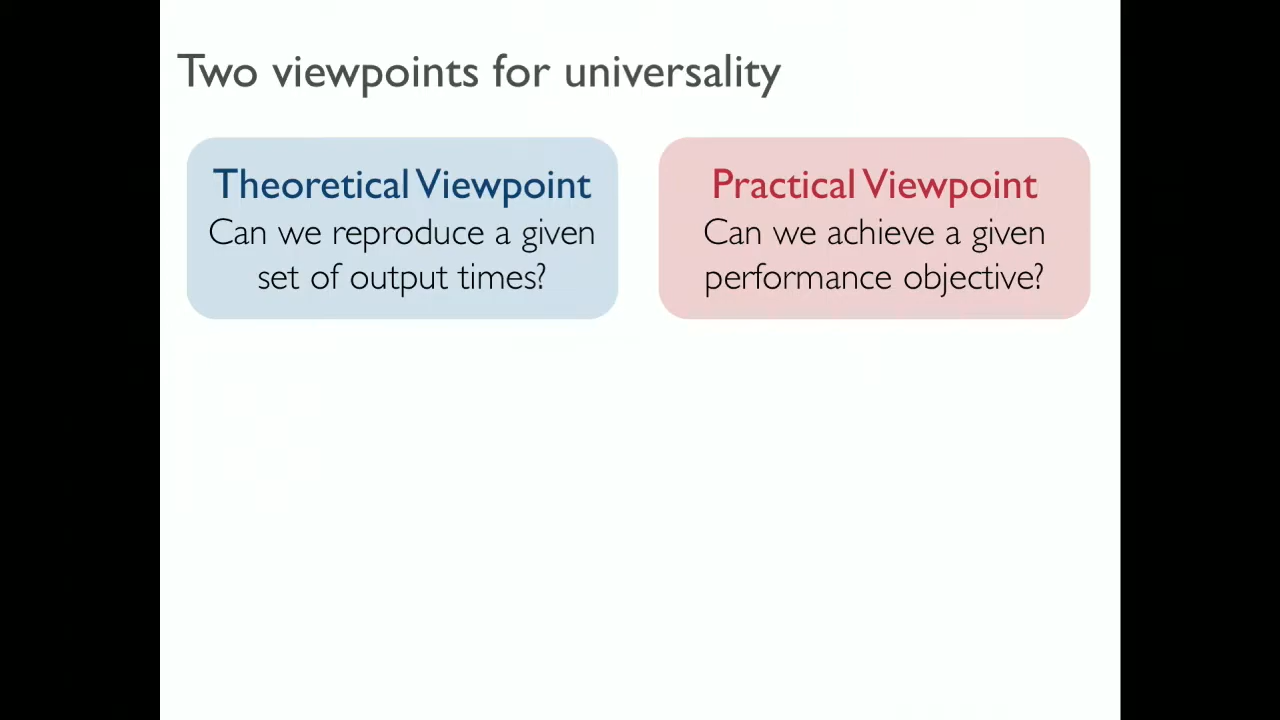 Two viewpoints for universality
Theoretical Viewpoint
Can we reproduce a given
set of output times?
Practical Viewpoint
Can we achieve a given
performance objective?